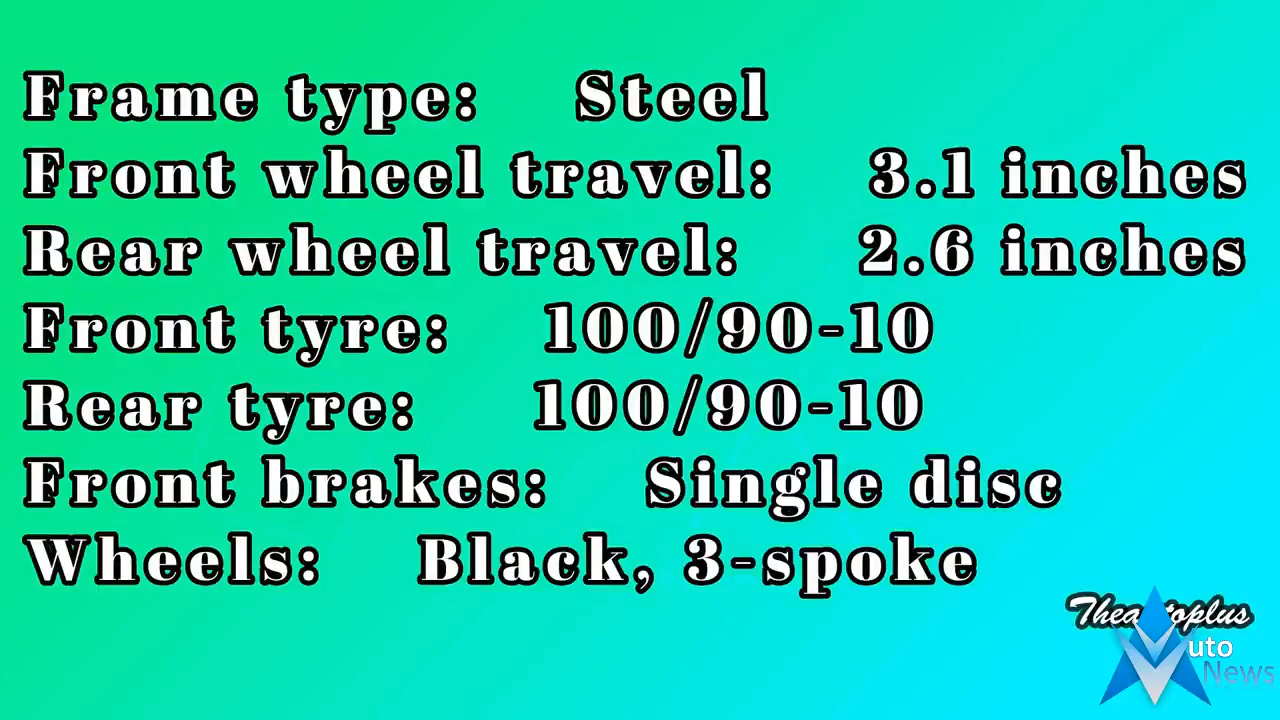 Frame type: Steel
Front wheel travel: 3.1 inches
Rear wheel travel: 2.6 inches
Front tyre: 100/90-10
Rear tyre: 100/90-10
Front brakes: Single disc
Wheels: Black, 3-spoke
uto
News